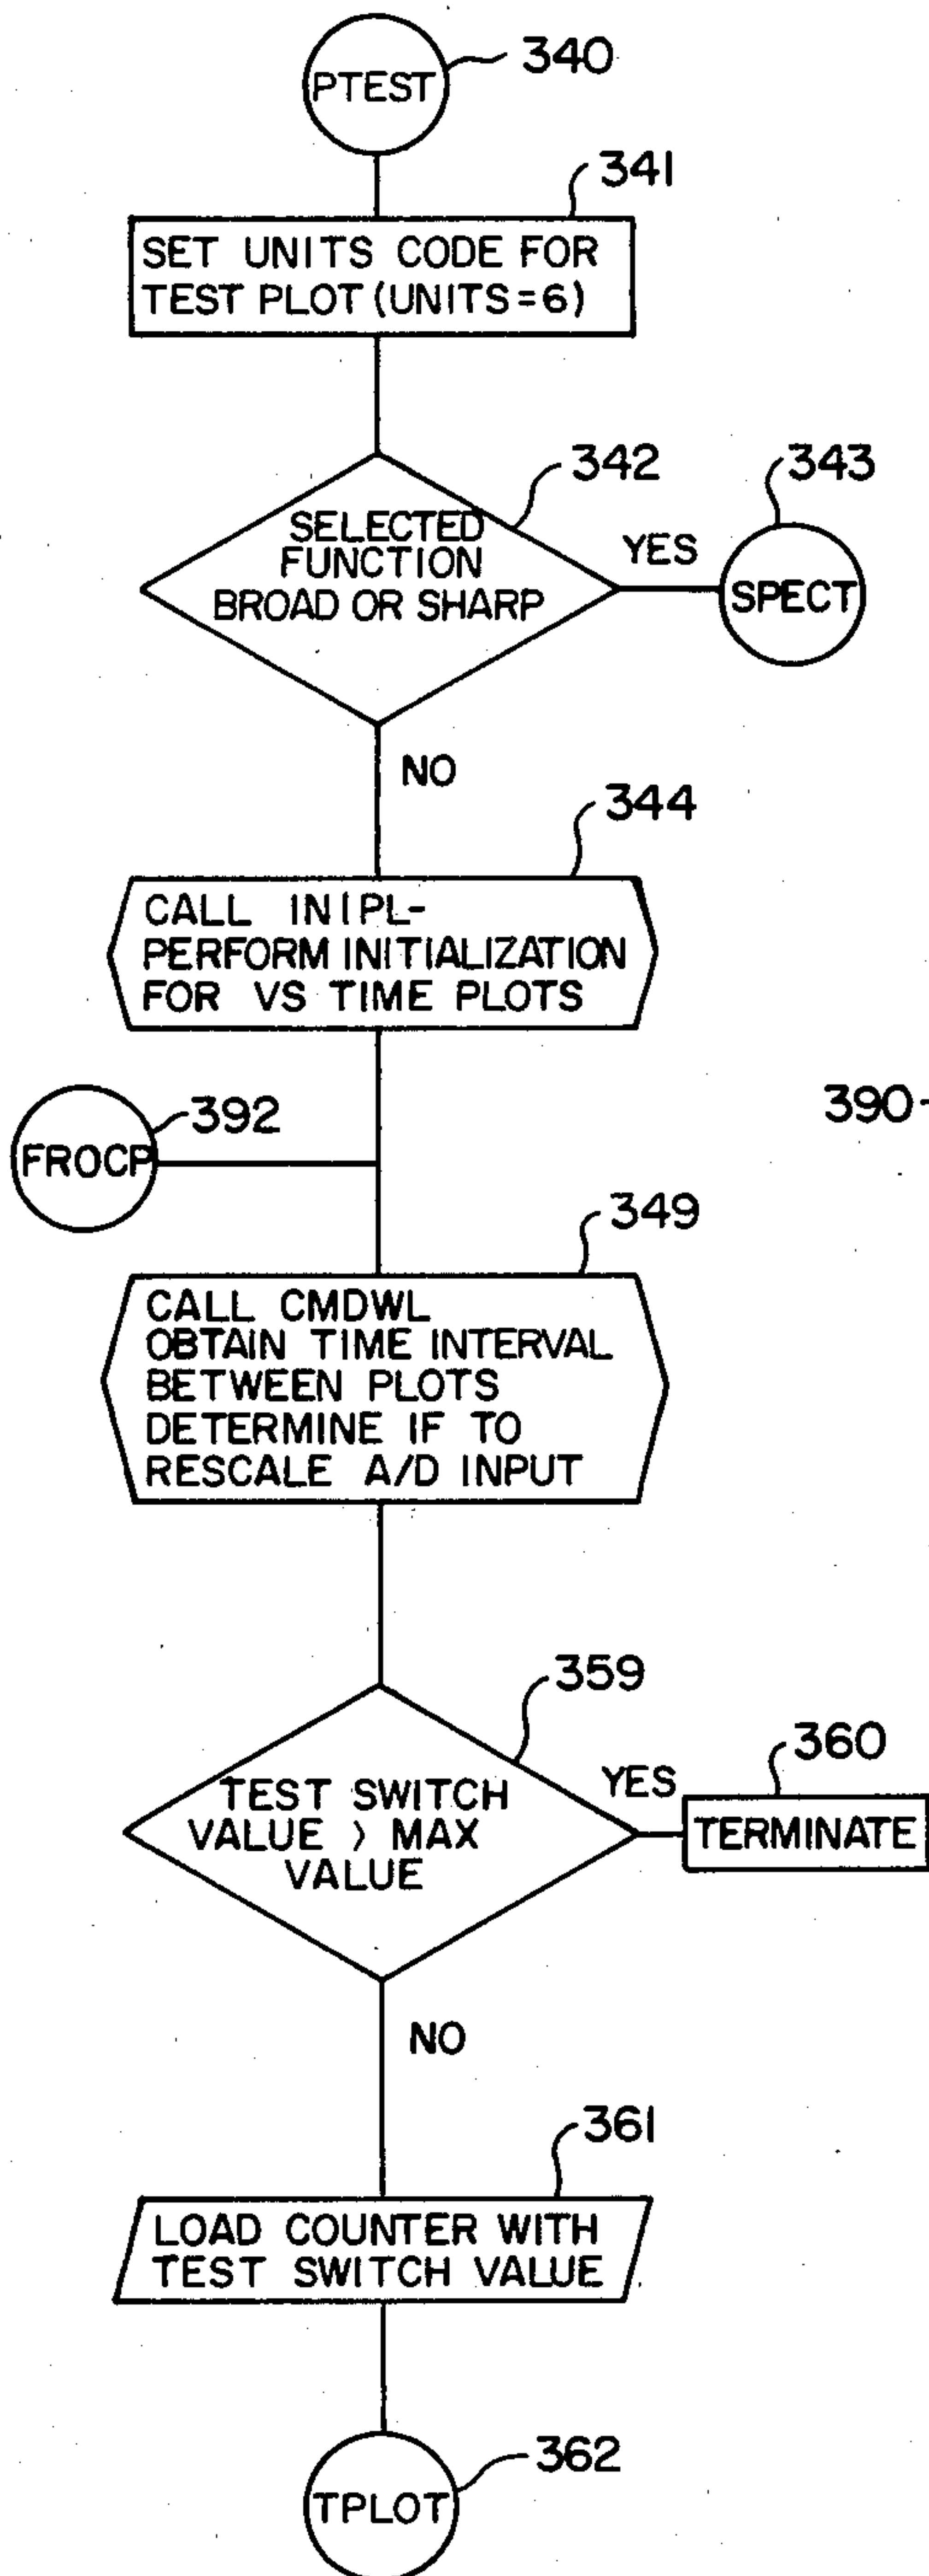 PTEST
340
341
SET UNITS CODE FOR
TEST PLOT (UNITS=6)
342
SELECTED
FUNCTION
BROAD OR SHARP
YES
343
SPECT
NO
344
CALL INIPL-
PERFORM INITIALIZATION
FOR VS TIME PLOTS
FROCP
392
390
349
CALL CMDWL
OBTAIN TIME INTERVAL
BETWEEN PLOTS
DETERMINE IF TO
RESCALE A/D INPUT
359
TEST SWITCH
VALUE > MAX
VALUE
YES
360
TERMINATE
NO
361
LOAD COUNTER WITH
TEST SWITCH VALUE
TPLOT
362